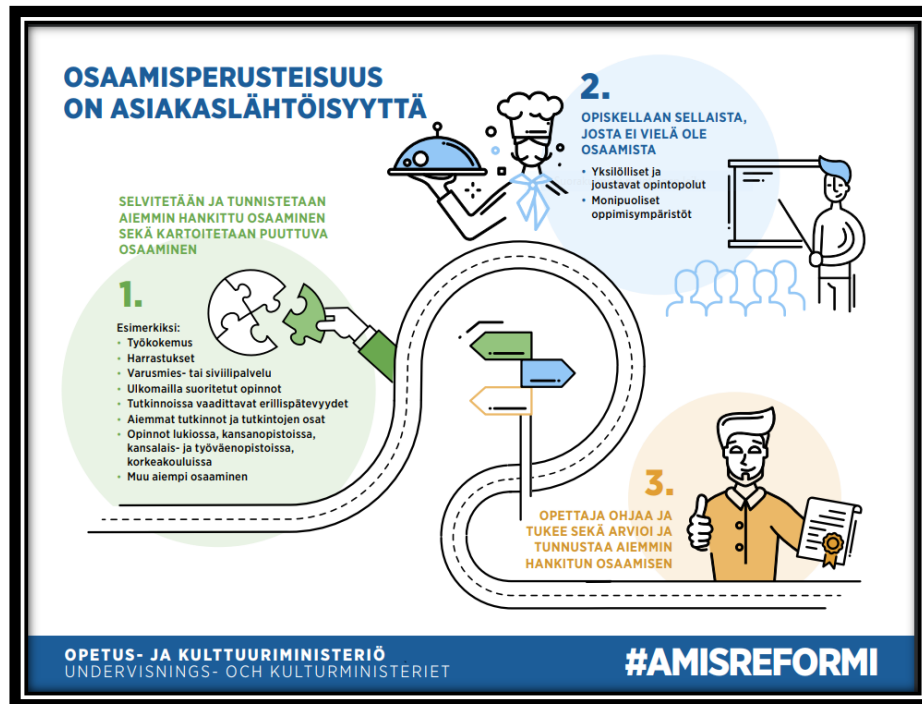 OSAAMISPERUSTEISUUS
ON ASIAKASLÄHTÖISYYTTÄ
SELVITETÄÄN JA TUNNISTETAAN
AIEMMIN HANKITTU OSAAMINEN
SEKÄ KARTOITETAAN PUUTTUVA
OSAAMINEN
1.
Esimerkiksi:
• Työkokemus
• Harrastukset
• Varusmies- tai siviilipalvelu
• Ulkomailla suoritetut opinnot
• Tutkinnoissa vaadittavat erillispätevyydet
• Aiemmat tutkinnot ja tutkintojen osat
• Opinnot lukiossa, kansanopistoissa,
kansalais- ja työväenopistoissa,
korkeakouluissa
• Muu aiempi osaaminen
2.
OPISKELLAAN SELLAISTA,
JOSTA EI VIELÄ OLE
OSAAMISTA
• Yksilölliset ja
joustavat opintopolut
• Monipuoliset
oppimisympäristöt
3.
OPETTAJA OHJAA JA
TUKEE SEKÄ ARVIOI JA
TUNNUSTAA AIEMMIN
HANKITUN OSAAMISEN
OPETUS- JA KULTTUURIMINISTERIÖ
UNDERVISNINGS- OCH KULTURMINISTERIET
#AMISREFORMI